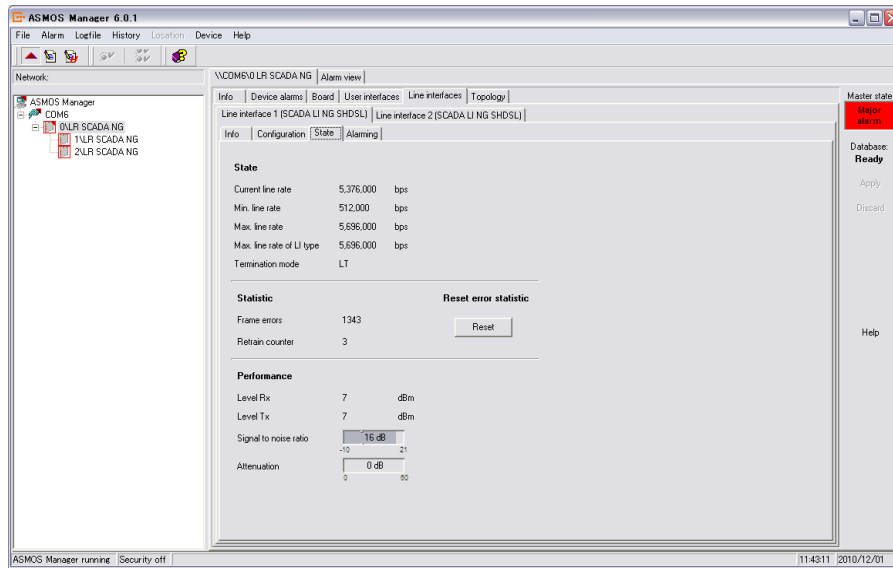 ASMOS Manager 6.0.1
File Alarm Logfile History Location Device Help
Network:
ASMOS Manager
COM6
0\LR SCADA NG
1\LR SCADA NG
2\LR SCADA NG
\\COM6\0 LR SCADA NG Alarm view
Info Device alarms Board User interfaces Line interfaces Topology
Line interface 1 (SCADA LI NG SHDSL) Line interface 2 (SCADA LI NG SHDSL)
Info Configuration State Alarming
State
Current line rate 5,376,000 bps
Min. line rate 512,000 bps
Max. line rate 5,696,000 bps
Max. line rate of LI type 5,696,000 bps
Termination mode LT
Statistic Reset error statistic
Frame errors 1343
Reset
Retrain counter 3
Performance
Level Rx 7 dBm
Level Tx 7 dBm
Signal to noise ratio 16 dB
-10 21
Attenuation 0 dB
0 60
Master state
Major
alarm
Database:
Ready
Apply
Discard
Help
ASMOS Manager running Security off 11:43:11 2010/12/01